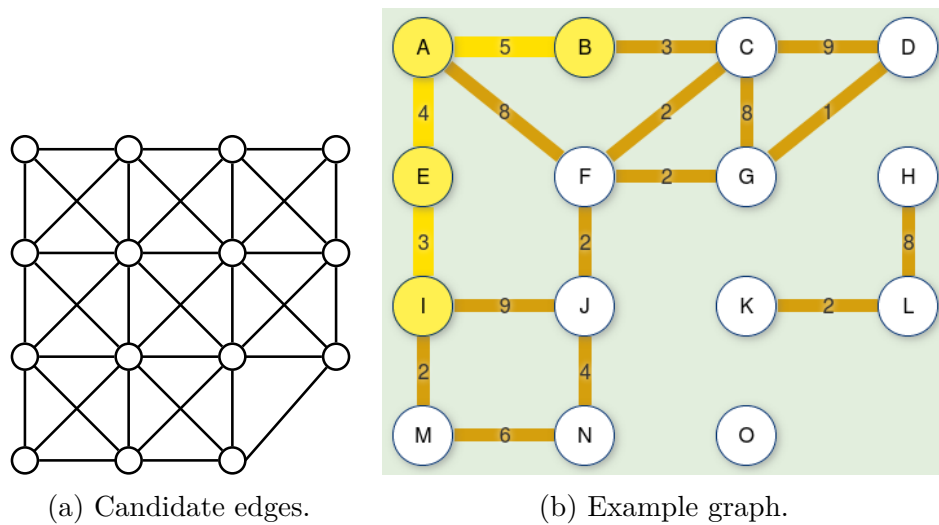 A 5 B 3 C 9 D
4 8 2 8 1
E F 2 G H
3 2 8
I 9 J K 2 L
2 4
M 6 N O
(a) Candidate edges.
(b) Example graph.